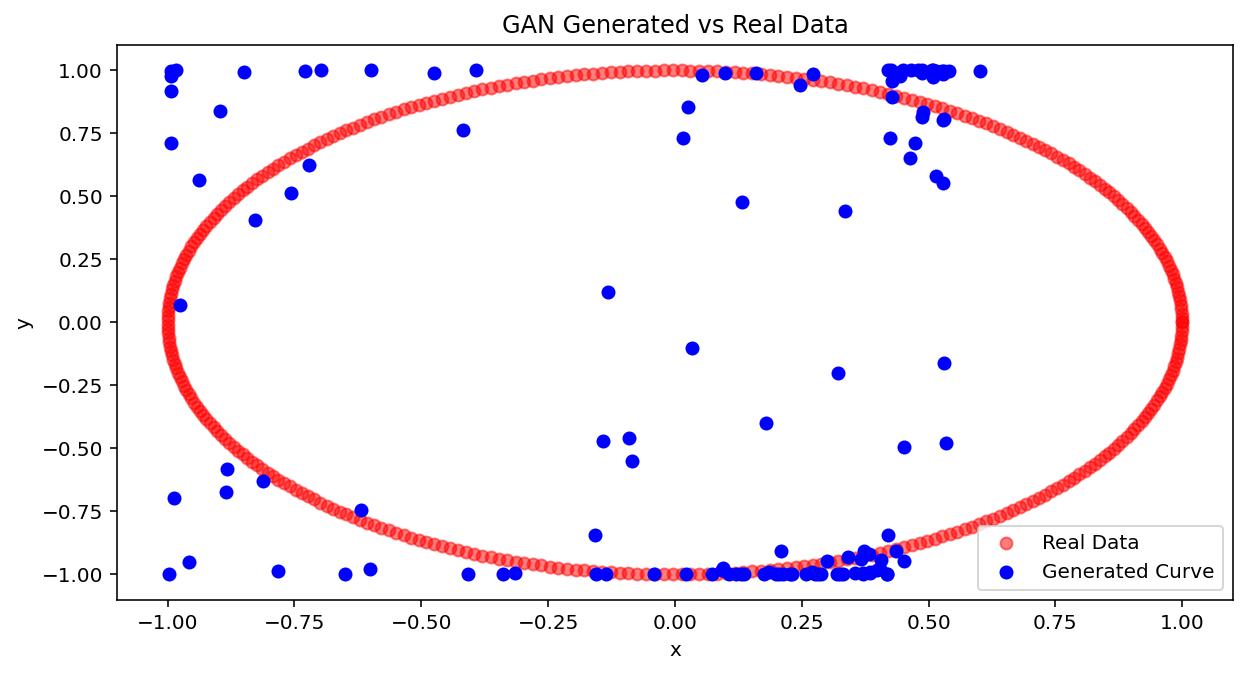 GAN Generated vs Real Data
1.00
0.75
0.50
0.25
0.00
−0.25
−0.50
−0.75
−1.00
y
Real Data
Generated Curve
−1.00 −0.75 −0.50 −0.25 0.00 0.25 0.50 0.75 1.00
x